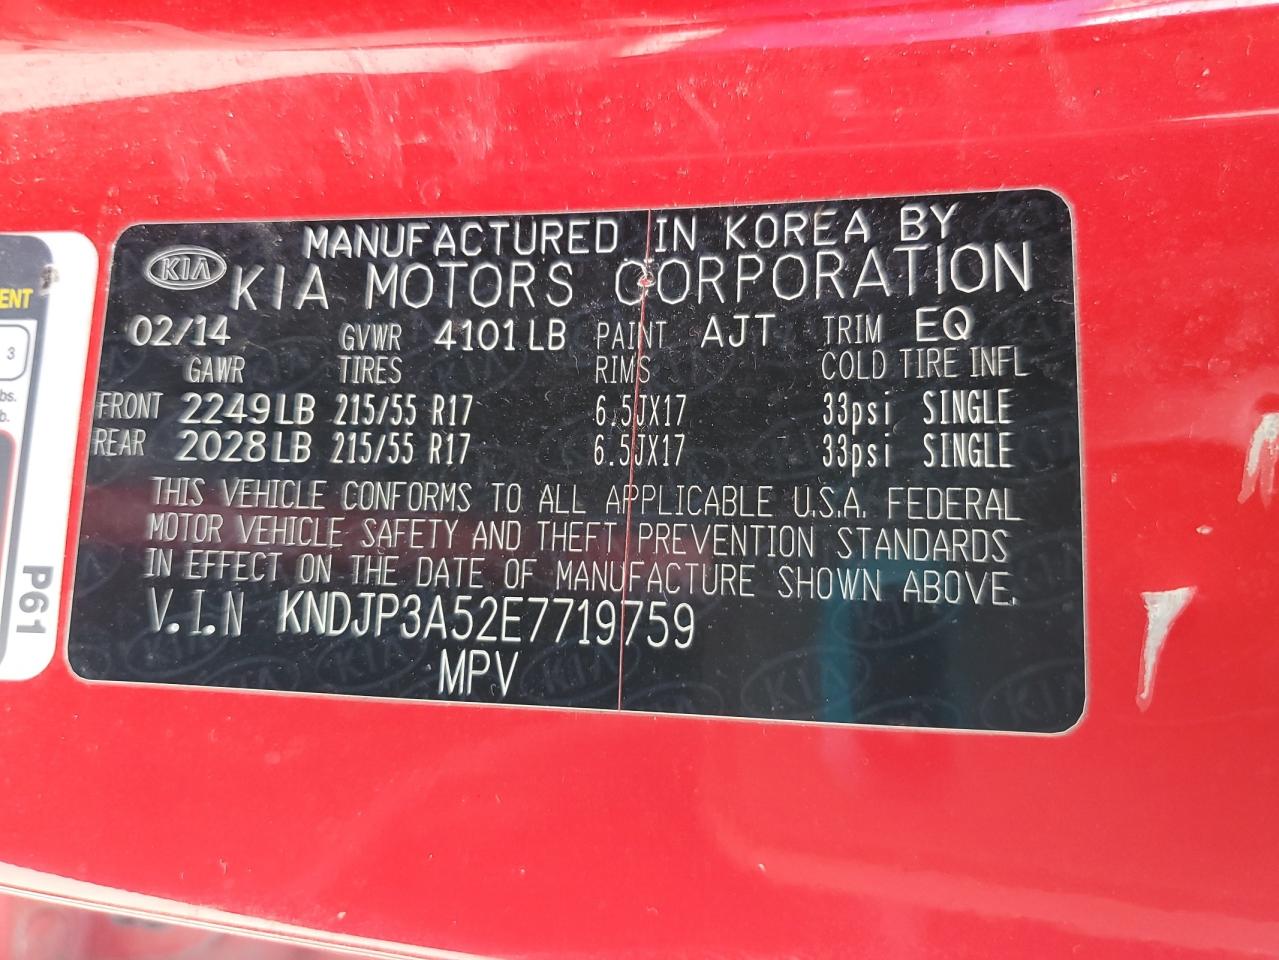 MANUFACTURED IN KOREA BY
KIA KIA MOTORS CORPORATION
02/14 GVWR 4101LB PAINT AJT TRIM EQ
GAWR TIRES RIMS COLD TIRE INFL
FRONT 2249LB 215/55 R17 6.5JX17 33psi SINGLE
REAR 2028LB 215/55 R17 6.5JX17 33psi SINGLE
THIS VEHICLE CONFORMS TO ALL APPLICABLE U.S.A. FEDERAL
MOTOR VEHICLE SAFETY AND THEFT PREVENTION STANDARDS
IN EFFECT ON THE DATE OF MANUFACTURE SHOWN ABOVE.
V.I.N KNDJP3A52E7719759
MPV
3
P61